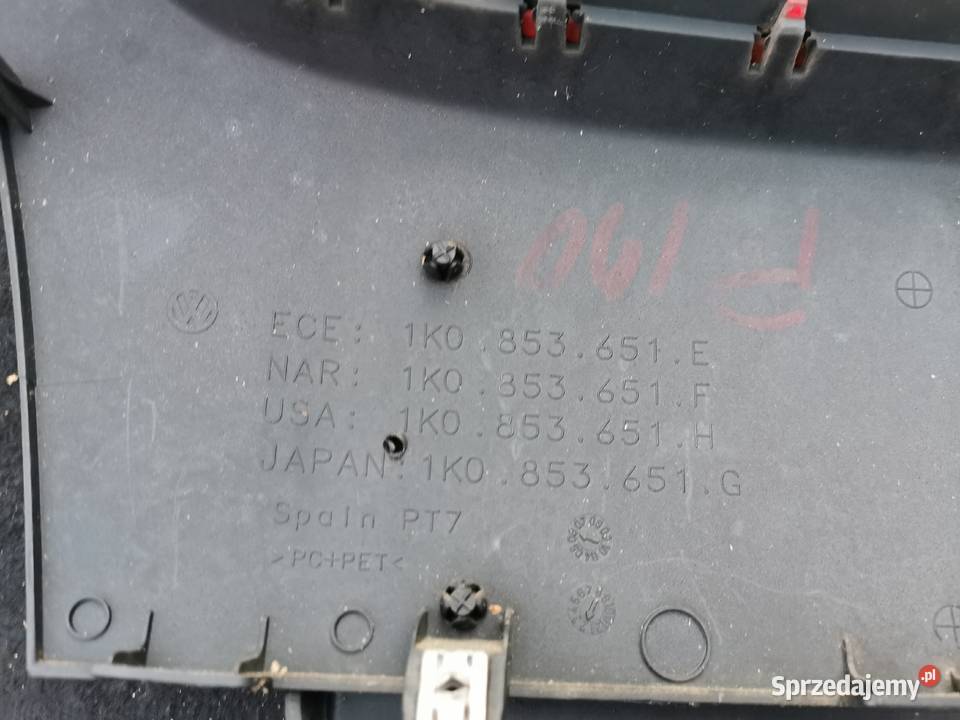 ECE: 1K0.853.651.E
NAR: 1K0.853.651.F
USA: 1K0.853.651.H
JAPAN: 1K0.853.651.G
Spain PT7
>PC+PET<
Sprzedajemy.pl